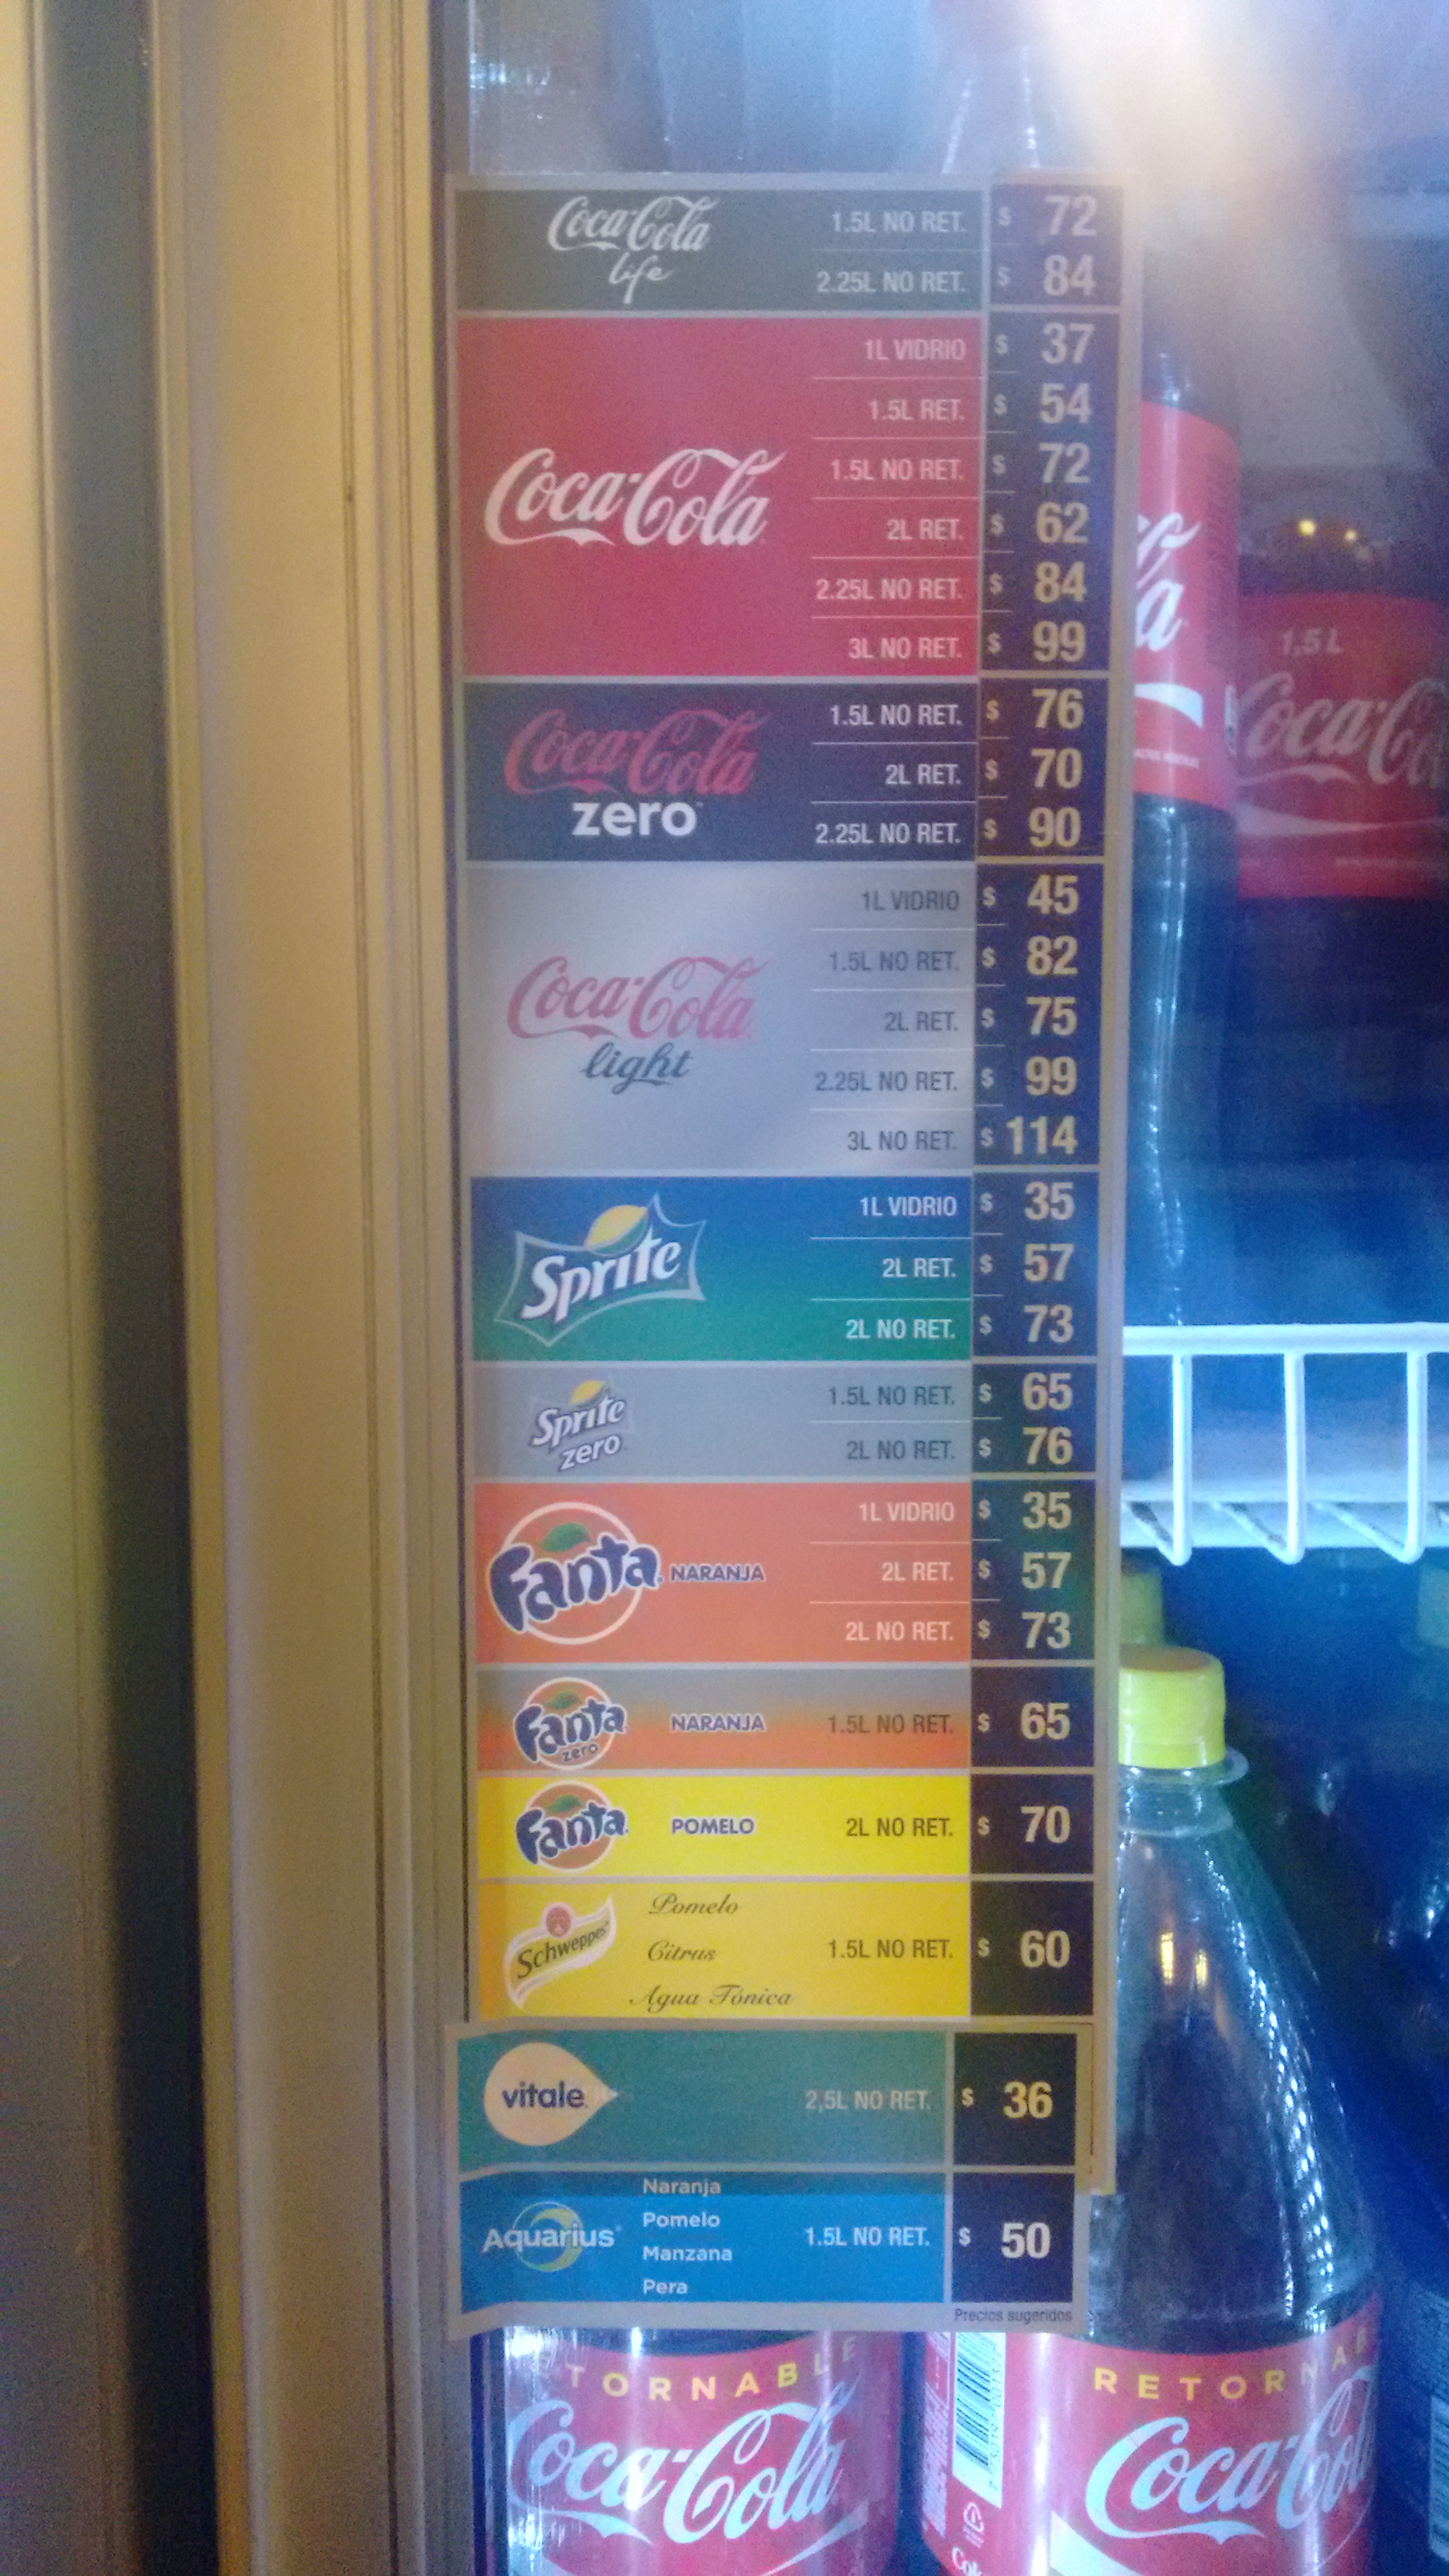 Coca-Cola life
1.5L NO RET. $ 72
2.25L NO RET. $ 84
Coca-Cola
1L VIDRIO $ 37
1.5L RET. $ 54
1.5L NO RET. $ 72
2L RET. $ 62
2.25L NO RET. $ 84
3L NO RET. $ 99
Coca-Cola zero
1.5L NO RET. $ 76
2L RET. $ 70
2.25L NO RET. $ 90
Coca-Cola light
1L VIDRIO $ 45
1.5L NO RET. $ 82
2L RET. $ 75
2.25L NO RET. $ 99
3L NO RET. $ 114
Sprite
1L VIDRIO $ 35
2L RET. $ 57
2L NO RET. $ 73
Sprite zero
1.5L NO RET. $ 65
2L NO RET. $ 76
Fanta NARANJA
1L VIDRIO $ 35
2L RET. $ 57
2L NO RET. $ 73
Fanta zero NARANJA 1.5L NO RET. $ 65
Fanta POMELO 2L NO RET. $ 70
Schweppes
Pomelo
Citrus 1.5L NO RET. $ 60
Agua Tónica
vitale 2,5L NO RET. $ 36
Aquarius
Naranja
Pomelo
Manzana
Pera
1.5L NO RET. $ 50
Precios sugeridos
1,5 L
Coca-Co
TORNABLE
Coca-Cola
RETORNAB
Coca-Cola